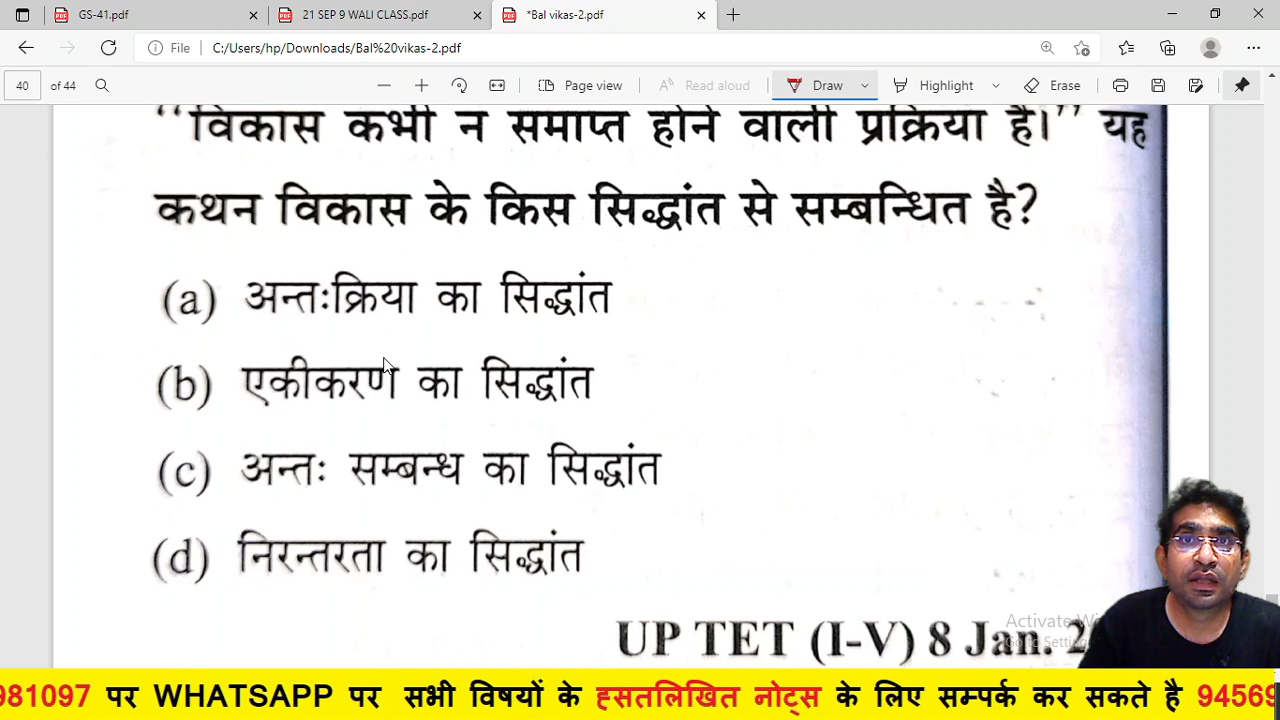 GS-41.pdf
21 SEP 9 WALI CLASS.pdf
*Bal vikas-2.pdf
File
C:/Users/hp/Downloads/Bal%20vikas-2.pdf
40 of 44
Page view
Read aloud
Draw
Highlight
Erase
"विकास कभी न समाप्त होने वाली प्रक्रिया है।" यह
कथन विकास के किस सिद्धांत से सम्बन्धित है?
(a) अन्तःक्रिया का सिद्धांत
(b) एकीकरण का सिद्धांत
(c) अन्तः सम्बन्ध का सिद्धांत
(d) निरन्तरता का सिद्धांत
Activate
UP TET (I-V) 8 Jan.
981097 पर WHATSAPP पर सभी विषयों के ह्सतलिखित नोट्स के लिए सम्पर्क कर सकते है 9456